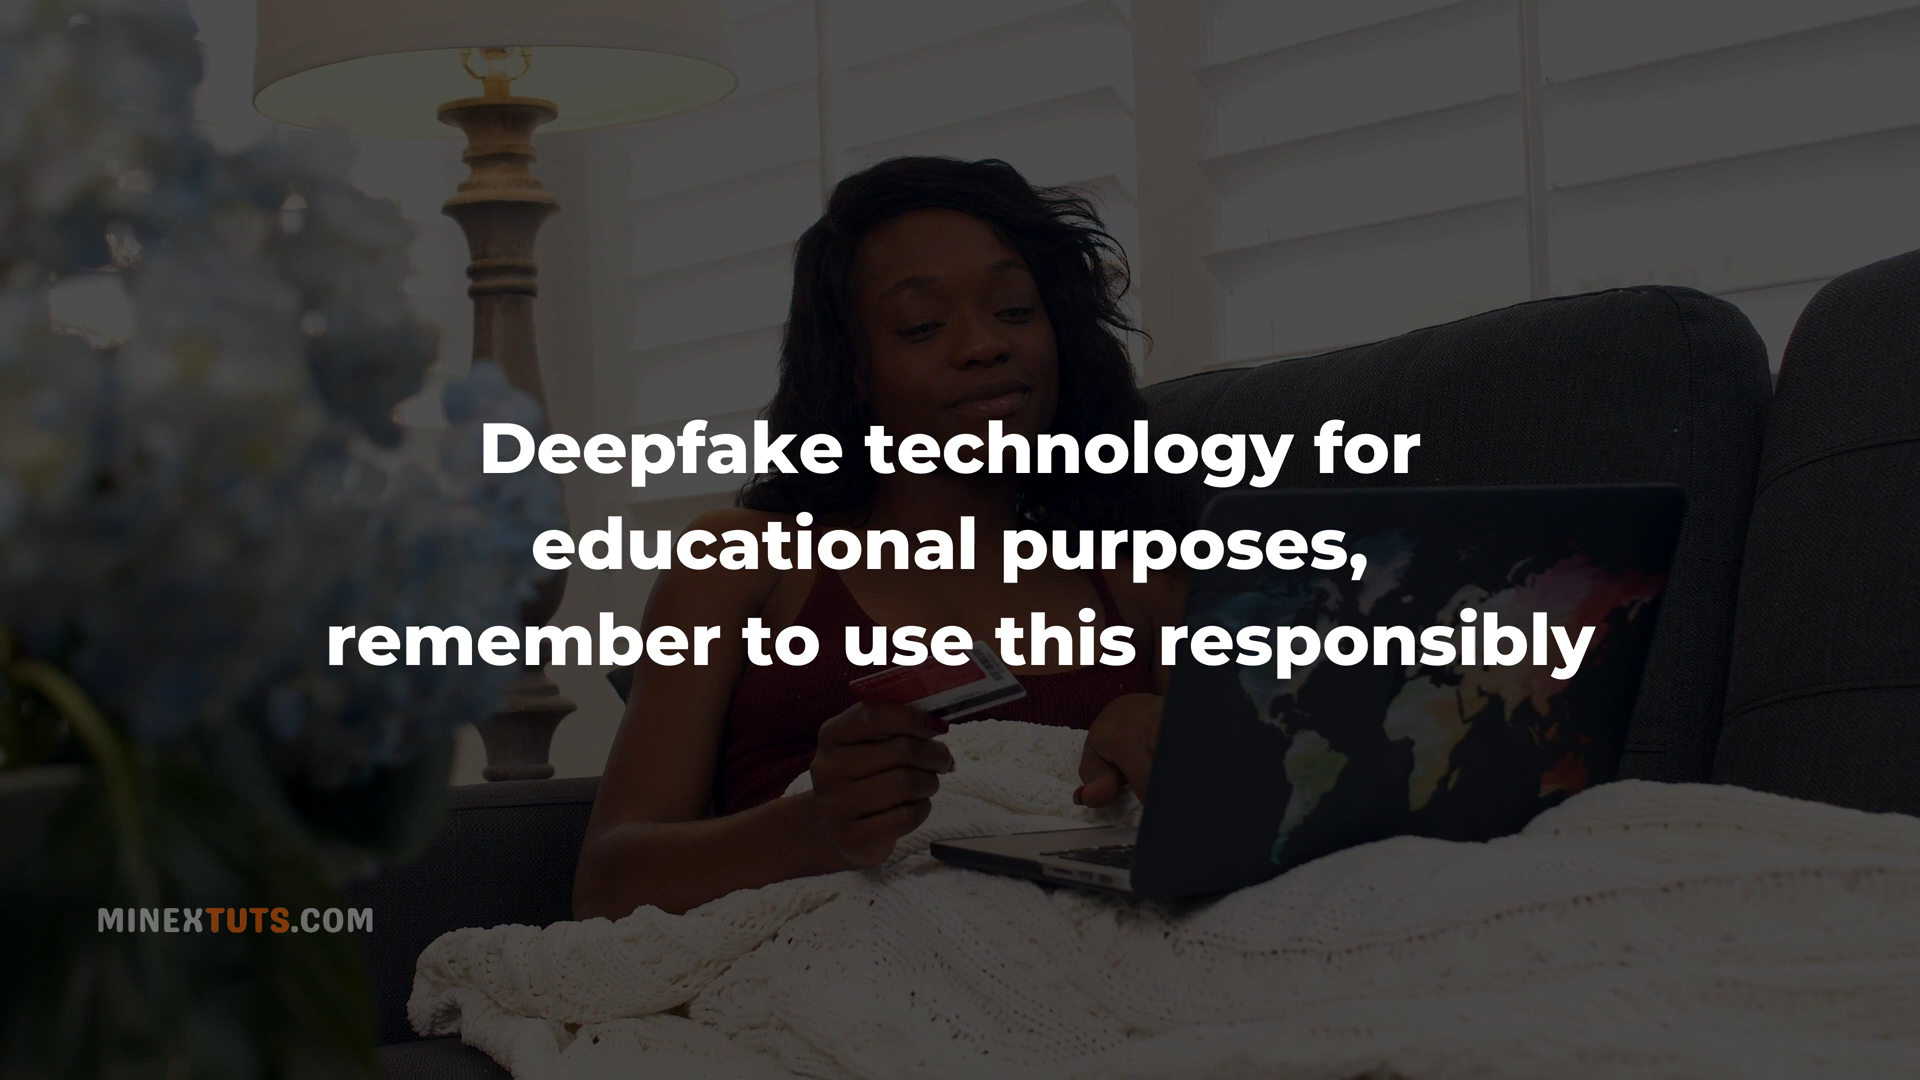 Deepfake technology for
educational purposes,
remember to use this responsibly
MINEXTUTS.COM